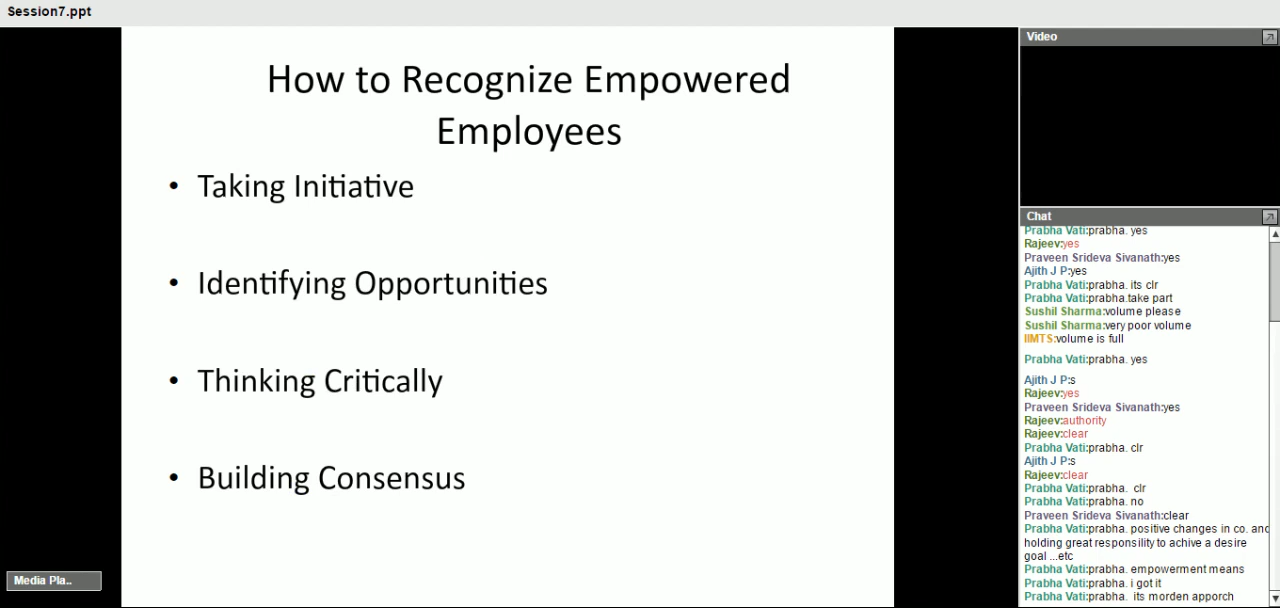 Session7.ppt
How to Recognize Empowered
Employees
• Taking Initiative
• Identifying Opportunities
• Thinking Critically
• Building Consensus
Media Pla..
Video
Chat
Prabha Vati:prabha. yes
Rajeev:yes
Praveen Srideva Sivanath:yes
Ajith J P:yes
Prabha Vati:prabha. its clr
Prabha Vati:prabha.take part
Sushil Sharma:volume please
Sushil Sharma:very poor volume
IIMTS:volume is full
Prabha Vati:prabha. yes
Ajith J P:s
Rajeev:yes
Praveen Srideva Sivanath:yes
Rajeev:authority
Rajeev:clear
Prabha Vati:prabha. clr
Ajith J P:s
Rajeev:clear
Prabha Vati:prabha.  clr
Prabha Vati:prabha. no
Praveen Srideva Sivanath:clear
Prabha Vati:prabha. positive changes in co. and
holding great responsility to achive a desire
goal ...etc
Prabha Vati:prabha. empowerment means
Prabha Vati:prabha. i got it
Prabha Vati:prabha.  its morden apporch